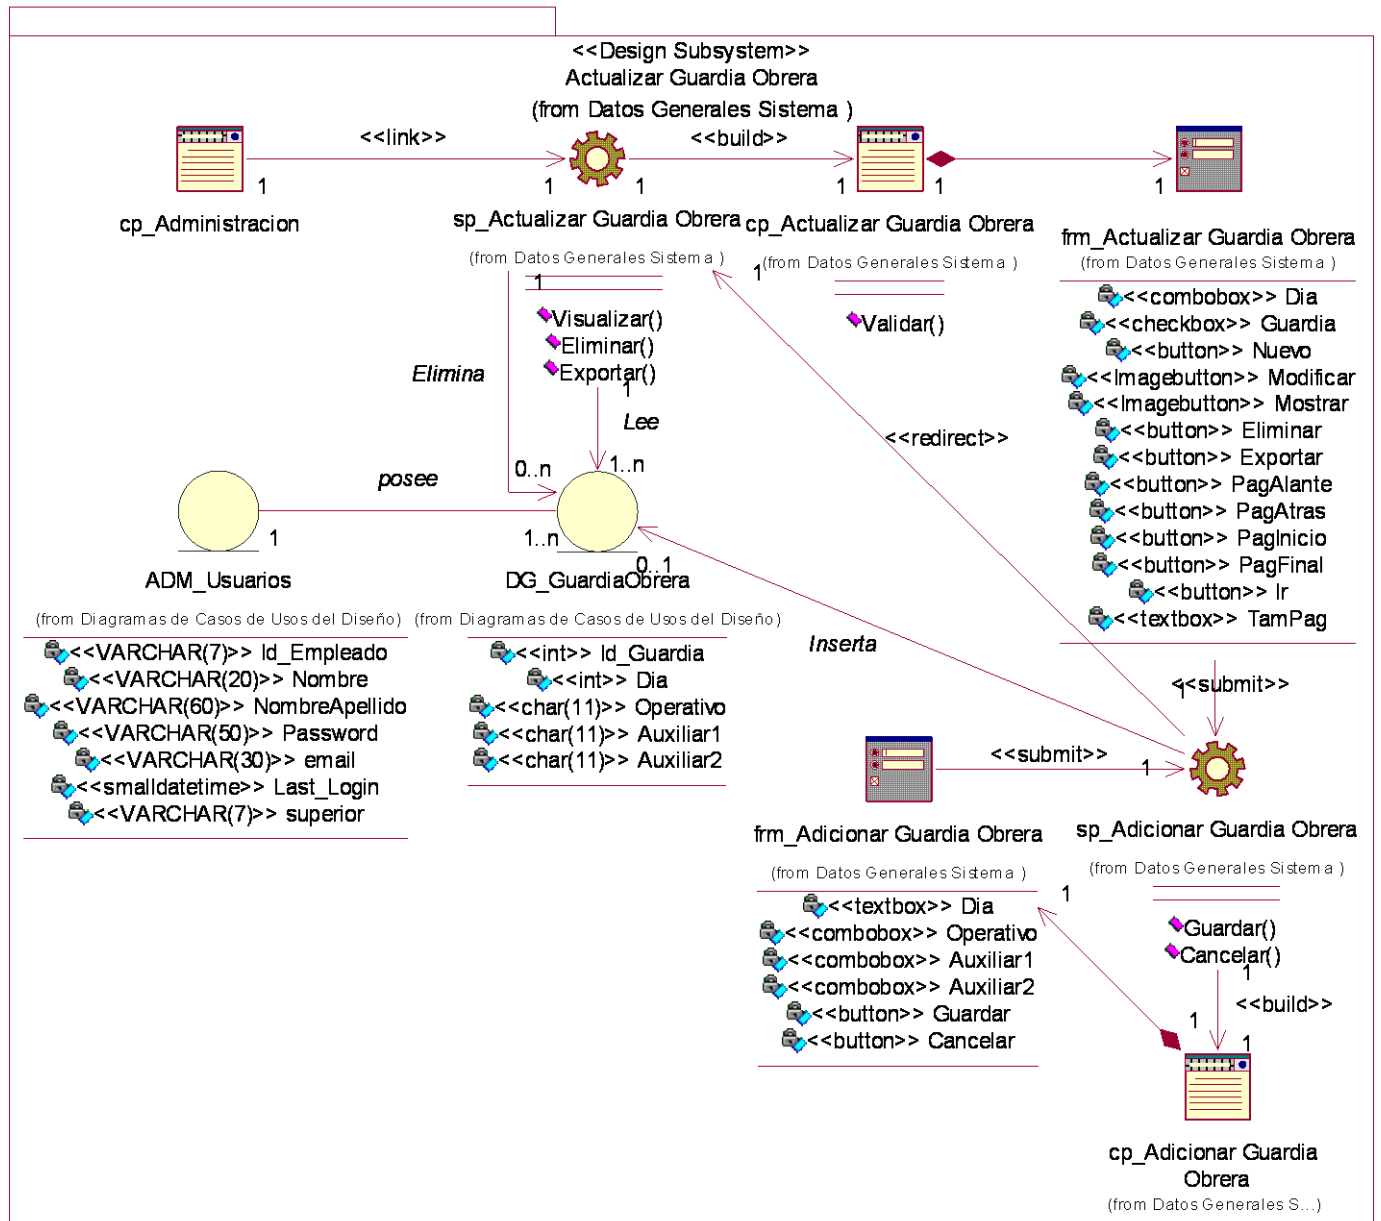 <<Design Subsystem>>
Actualizar Guardia Obrera
(from Datos Generales Sistema )
<<link>>
<<build>>
1
1
1
1
1
1
cp_Administracion
sp_Actualizar Guardia Obrera
(from Datos Generales Sistema )
1
Visualizar()
Eliminar()
Exportar()
1
cp_Actualizar Guardia Obrera
(from Datos Generales Sistema )
1
Validar()
frm_Actualizar Guardia Obrera
(from Datos Generales Sistema )
<<combobox>> Dia
<<checkbox>> Guardia
<<button>> Nuevo
<<Imagebutton>> Modificar
<<Imagebutton>> Mostrar
<<button>> Eliminar
<<button>> Exportar
<<button>> PagAlante
<<button>> PagAtras
<<button>> PagInicio
<<button>> PagFinal
<<button>> Ir
<<textbox>> TamPag
Elimina
Lee
<<redirect>>
0..n
1..n
posee
1
1..n
0..1
ADM_Usuarios
(from Diagramas de Casos de Usos del Diseño)
<<VARCHAR(7)>> Id_Empleado
<<VARCHAR(20)>> Nombre
<<VARCHAR(60)>> NombreApellido
<<VARCHAR(50)>> Password
<<VARCHAR(30)>> email
<<smalldatetime>> Last_Login
<<VARCHAR(7)>> superior
DG_GuardiaObrera
(from Diagramas de Casos de Usos del Diseño)
<<int>> Id_Guardia
<<int>> Dia
<<char(11)>> Operativo
<<char(11)>> Auxiliar1
<<char(11)>> Auxiliar2
Inserta
<<submit>>
1
<<submit>>
1
frm_Adicionar Guardia Obrera
(from Datos Generales Sistema )
<<textbox>> Dia
<<combobox>> Operativo
<<combobox>> Auxiliar1
<<combobox>> Auxiliar2
<<button>> Guardar
<<button>> Cancelar
1
sp_Adicionar Guardia Obrera
(from Datos Generales Sistema )
Guardar()
Cancelar()
1
<<build>>
1
1
cp_Adicionar Guardia
Obrera
(from Datos Generales S...)